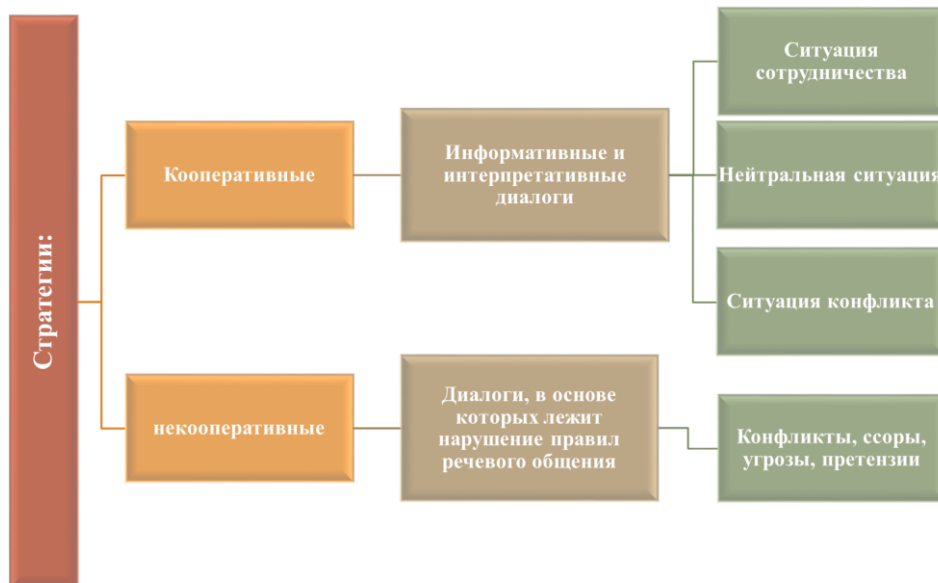 Стратегии:
Кооперативные
Информативные и
интерпретативные
диалоги
Ситуация
сотрудничества
Нейтральная ситуация
Ситуация конфликта
некооперативные
Диалоги, в основе
которых лежит
нарушение правил
речевого общения
Конфликты, ссоры,
угрозы, претензии